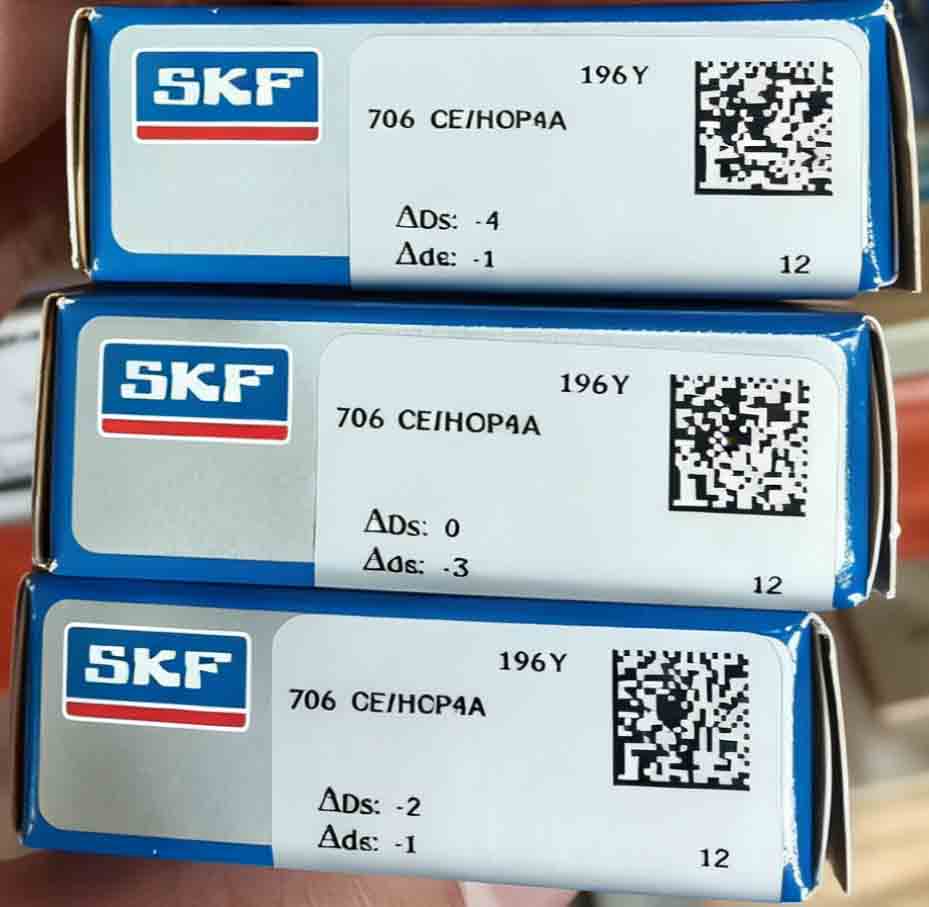 SKF
196Y
706 CE/HOP4A
ΔDs: -4
Δde: -1
12
SKF
196Y
706 CE/HOP4A
ΔDs: 0
Δds: -3
12
SKF
196Y
706 CE/HCP4A
ΔDs: -2
Δds: -1
12